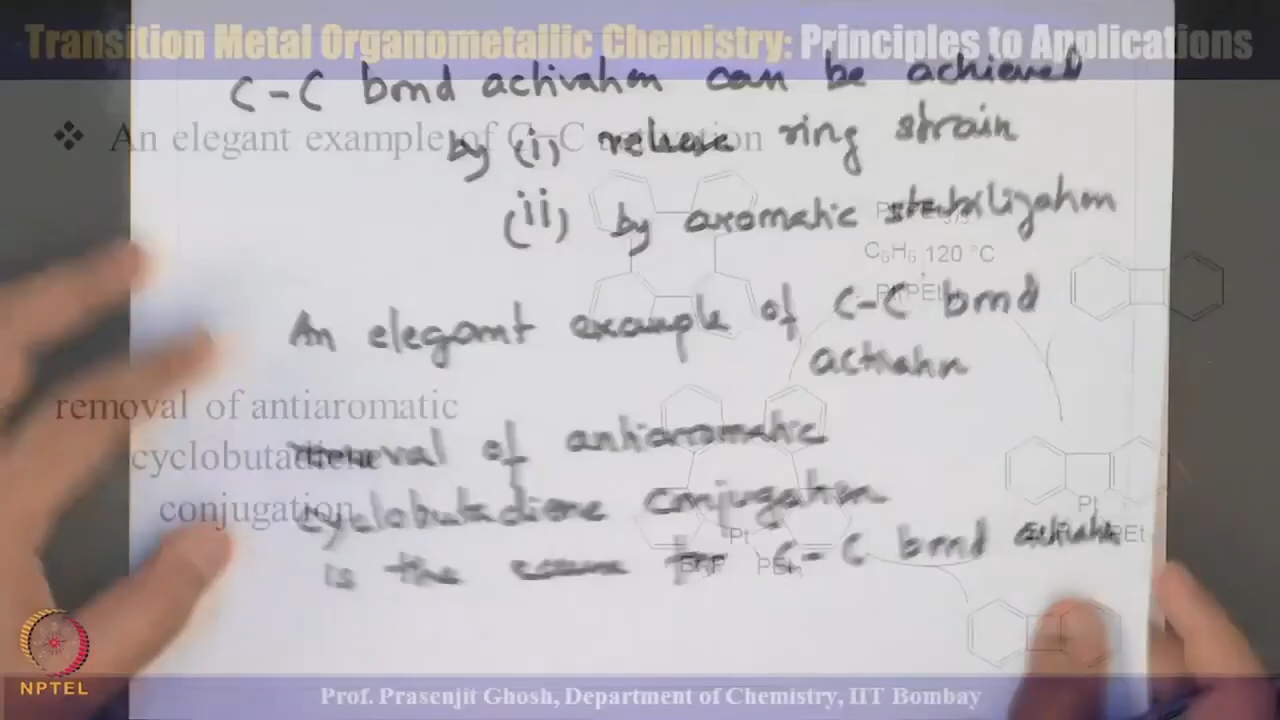 Transition Metal Organometallic Chemistry: Principles to Applications
C-C bond activation can be achieved
An elegant example of C-C activation
by (i) release ring strain
(ii) by aromatic stabilization
C6H6 120 °C
An elegant example of C-C bond
activation
removal of antiaromatic
cyclobutadiene
conjugation
removal of antiaromatic
cyclobutadiene conjugation
is the cause for C-C bond activation
Pt
Pt
PEt
NPTEL
Prof. Prasenjit Ghosh, Department of Chemistry, IIT Bombay